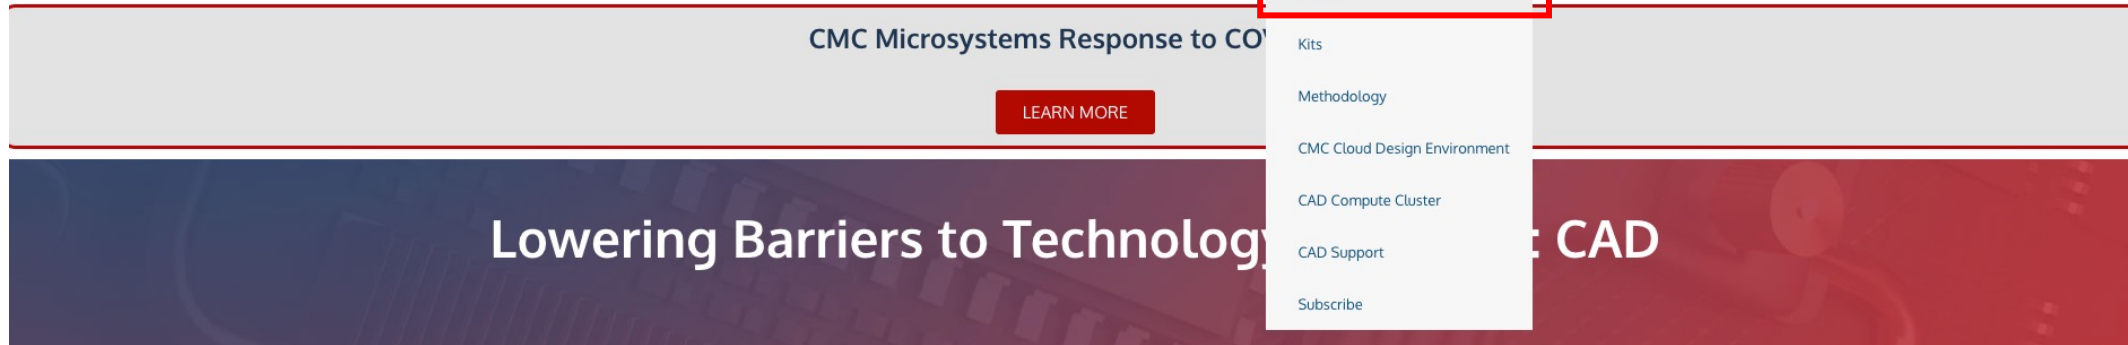 CMC Microsystems Response to CO
LEARN MORE
Kits
Methodology
CMC Cloud Design Environment
CAD Compute Cluster
CAD Support
Subscribe
Lowering Barriers to Technology : CAD